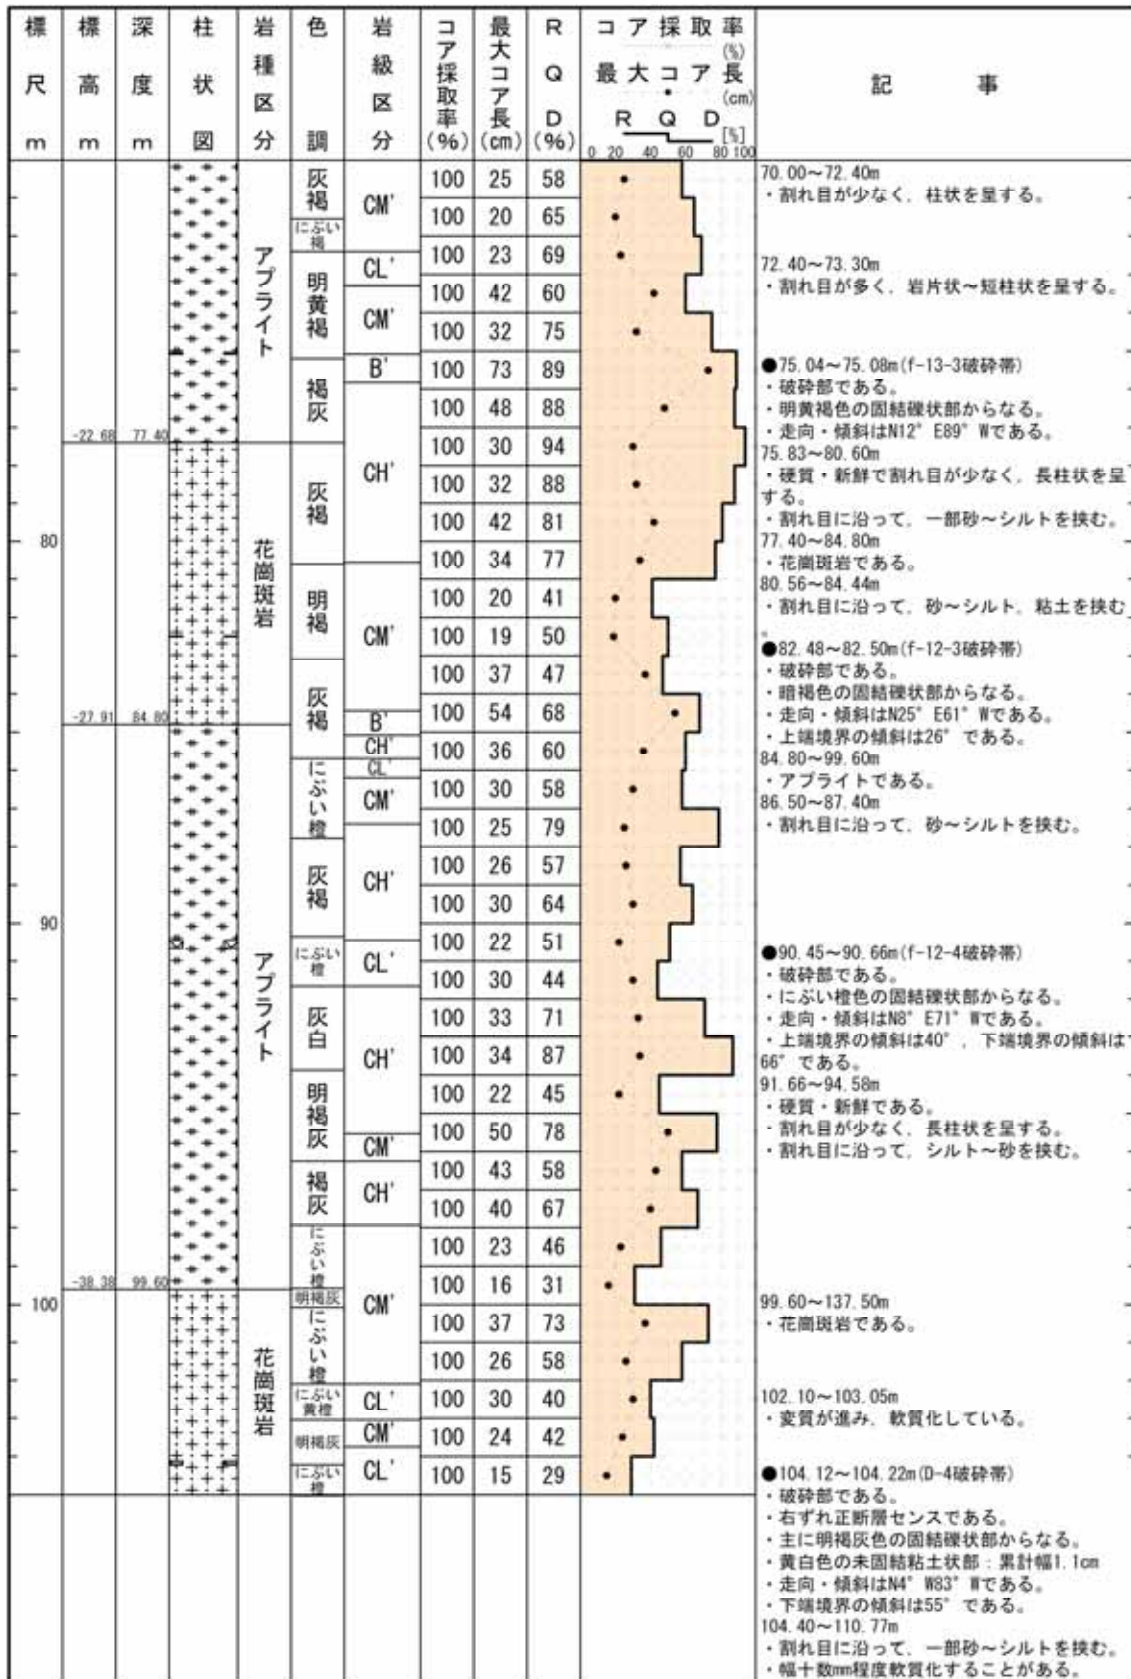 標尺 m
標高 m
深度 m
柱状図
岩種区分
色調
岩級区分
コア採取率 (%)
最大コア長 (cm)
RQD (%)
コア採取率 (%)
最大コア長 (cm)
RQD [%]
0 20 40 60 80 100
記事
80
90
100
-22.68 77.40
-27.91 84.80
-38.38 99.60
アプライト
花崗斑岩
アプライト
花崗斑岩
灰褐
にぶい褐
明黄褐
褐灰
灰褐
明褐
灰褐
にぶい橙
灰褐
にぶい橙
灰白
明褐灰
褐灰
にぶい橙
明褐灰
にぶい橙
にぶい黄橙
明褐灰
にぶい橙
CM'
CL'
CM'
B'
CH'
CM'
B'
CH'
CL'
CM'
CH'
CL'
CH'
CM'
CH'
CM'
CL'
CM'
CL'
100 25 58
100 20 65
100 23 69
100 42 60
100 32 75
100 73 89
100 48 88
100 30 94
100 32 88
100 42 81
100 34 77
100 20 41
100 19 50
100 37 47
100 54 68
100 36 60
100 30 58
100 25 79
100 26 57
100 30 64
100 22 51
100 30 44
100 33 71
100 34 87
100 22 45
100 50 78
100 43 58
100 40 67
100 23 46
100 16 31
100 37 73
100 26 58
100 30 40
100 24 42
100 15 29
70.00～72.40m
・割れ目が少なく、柱状を呈する。
72.40～73.30m
・割れ目が多く、岩片状～短柱状を呈する。
●75.04～75.08m(f-13-3破砕帯)
・破砕部である。
・明黄褐色の固結礫状部からなる。
・走向・傾斜はN12°E89°Wである。
75.83～80.60m
・硬質・新鮮で割れ目が少なく、長柱状を呈
する。
・割れ目に沿って、一部砂～シルトを挟む。
77.40～84.80m
・花崗斑岩である。
80.56～84.44m
・割れ目に沿って、砂～シルト、粘土を挟む
。
●82.48～82.50m(f-12-3破砕帯)
・破砕部である。
・暗褐色の固結礫状部からなる。
・走向・傾斜はN25°E61°Wである。
・上端境界の傾斜は26°である。
84.80～99.60m
・アプライトである。
86.50～87.40m
・割れ目に沿って、砂～シルトを挟む。
●90.45～90.66m(f-12-4破砕帯)
・破砕部である。
・にぶい橙色の固結礫状部からなる。
・走向・傾斜はN8°E71°Wである。
・上端境界の傾斜は40°、下端境界の傾斜は
66°である。
91.66～94.58m
・硬質・新鮮である。
・割れ目が少なく、長柱状を呈する。
・割れ目に沿って、シルト～砂を挟む。
99.60～137.50m
・花崗斑岩である。
102.10～103.05m
・変質が進み、軟質化している。
●104.12～104.22m(D-4破砕帯)
・破砕部である。
・右ずれ正断層センスである。
・主に明褐灰色の固結礫状部からなる。
・黄白色の未固結粘土状部：累計幅1.1cm
・走向・傾斜はN4°W83°Wである。
・下端境界の傾斜は55°である。
104.40～110.77m
・割れ目に沿って、一部砂～シルトを挟む。
・幅十数mm程度軟質化することがある。